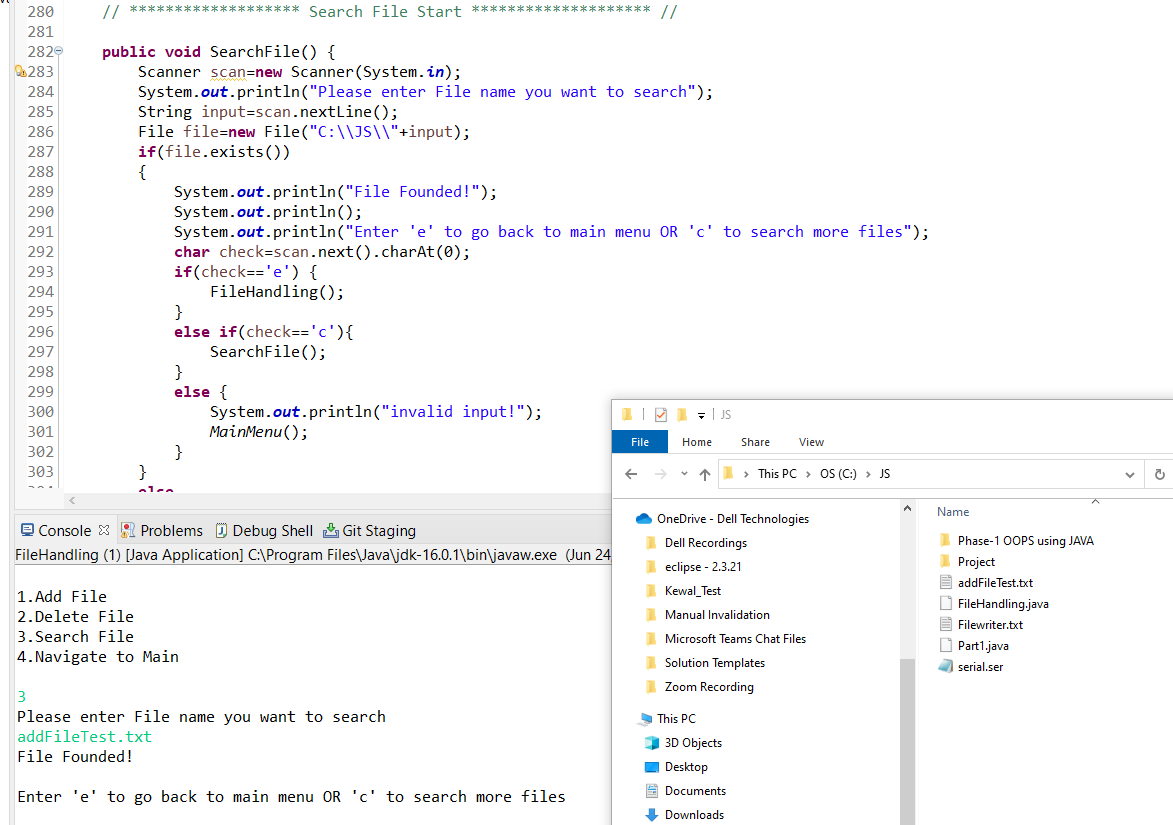 280 // ******************* Search File Start ******************** //
281
282 public void SearchFile() {
283 Scanner scan=new Scanner(System.in);
284 System.out.println("Please enter File name you want to search");
285 String input=scan.nextLine();
286 File file=new File("C:\\JS\\"+input);
287 if(file.exists())
288 {
289 System.out.println("File Founded!");
290 System.out.println();
291 System.out.println("Enter 'e' to go back to main menu OR 'c' to search more files");
292 char check=scan.next().charAt(0);
293 if(check=='e') {
294 FileHandling();
295 }
296 else if(check=='c'){
297 SearchFile();
298 }
299 else {
300 System.out.println("invalid input!");
301 MainMenu();
302 }
303 }
304 else
Console Problems Debug Shell Git Staging
FileHandling (1) [Java Application] C:\Program Files\Java\jdk-16.0.1\bin\javaw.exe (Jun 24,
1.Add File
2.Delete File
3.Search File
4.Navigate to Main
3
Please enter File name you want to search
addFileTest.txt
File Founded!
Enter 'e' to go back to main menu OR 'c' to search more files
JS
File Home Share View
This PC > OS (C:) > JS
OneDrive - Dell Technologies
Dell Recordings
eclipse - 2.3.21
Kewal_Test
Manual Invalidation
Microsoft Teams Chat Files
Solution Templates
Zoom Recording
This PC
3D Objects
Desktop
Documents
Downloads
Name
Phase-1 OOPS using JAVA
Project
addFileTest.txt
FileHandling.java
Filewriter.txt
Part1.java
serial.ser